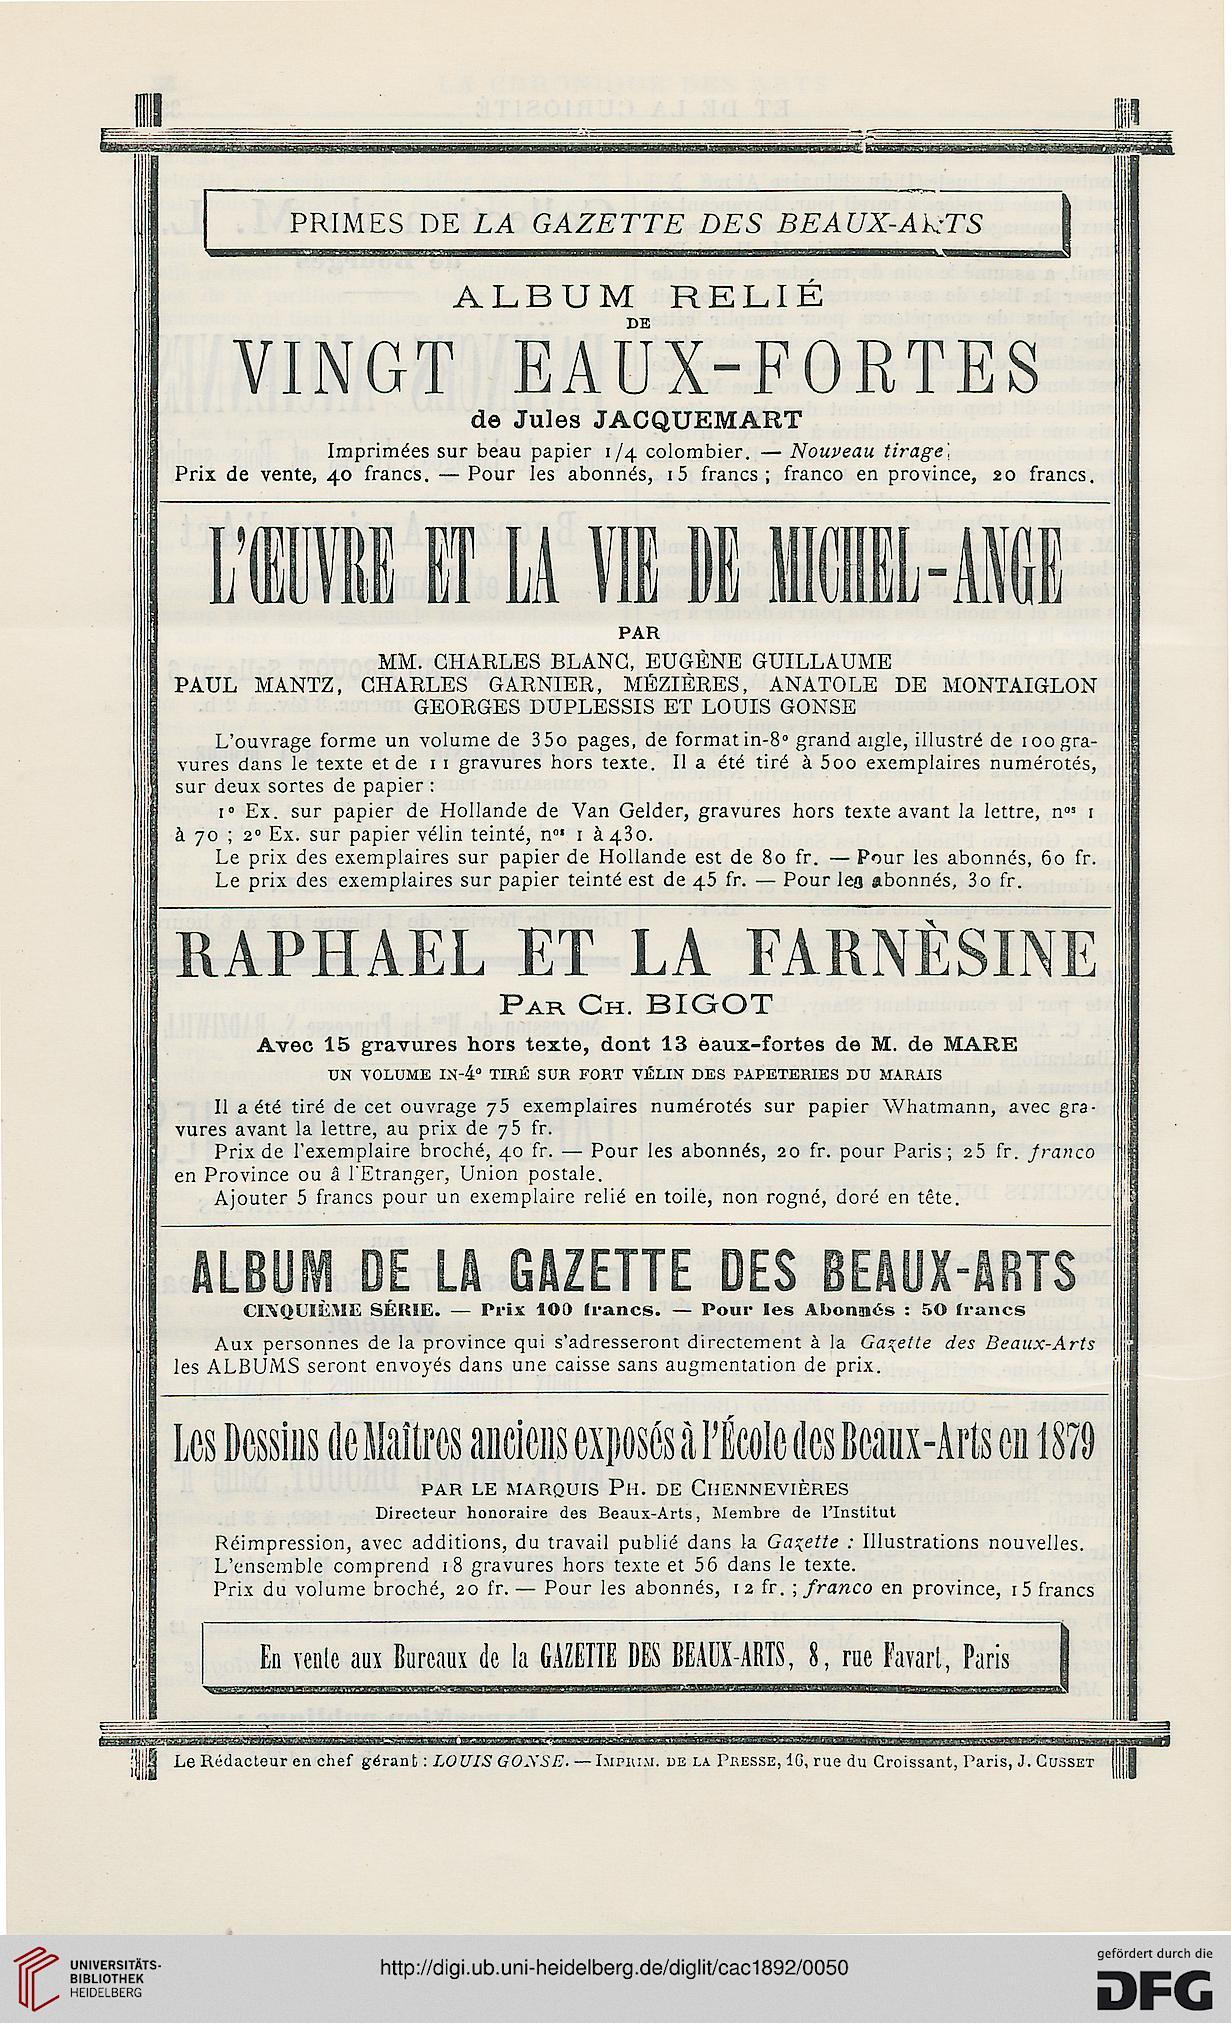 PRIMES DE LA GAZETTE DES BEAUX-ARTS
ALBUM RELIÉ
DE
VINGT EAUX-FORTES
de Jules JACQUEMART
Imprimées sur beau papier 1/4 colombier. — Nouveau tirage.
Prix de vente, 40 francs. — Pour les abonnés, 15 francs ; franco en province, 20 francs.
L'ŒUVRE ET LA VIE DE MICHEL-ANGE
PAR
MM. CHARLES BLANC, EUGÈNE GUILLAUME
PAUL MANTZ, CHARLES GARNIER, MÉZIÈRES, ANATOLE DE MONTAIGLON
GEORGES DUPLESSIS ET LOUIS GONSE
L'ouvrage forme un volume de 350 pages, de format in-8° grand aigle, illustré de 100 gra-
vures dans le texte et de 11 gravures hors texte. Il a été tiré à 500 exemplaires numérotés,
sur deux sortes de papier :
1° Ex. sur papier de Hollande de Van Gelder, gravures hors texte avant la lettre, nos 1
à 70 ; 2° Ex. sur papier vélin teinté, nos 1 à 430.
Le prix des exemplaires sur papier de Hollande est de 80 fr. — Pour les abonnés, 60 fr.
Le prix des exemplaires sur papier teinté est de 45 fr. — Pour les abonnés, 30 fr.
RAPHAEL ET LA FARNÈSINE
PAR CH. BIGOT
Avec 15 gravures hors texte, dont 13 eaux-fortes de M. de MARE
UN VOLUME IN-4° TIRÉ SUR FORT VÉLIN DES PAPETERIES DU MARAIS
Il a été tiré de cet ouvrage 75 exemplaires numérotés sur papier Whatmann, avec gra-
vures avant la lettre, au prix de 75 fr.
Prix de l'exemplaire broché, 40 fr. — Pour les abonnés, 20 fr. pour Paris ; 25 fr. franco
en Province ou à l'Etranger, Union postale.
Ajouter 5 francs pour un exemplaire relié en toile, non rogné, doré en tête.
ALBUM DE LA GAZETTE DES BEAUX-ARTS
CINQUIÈME SÉRIE. — Prix 100 francs. — Pour les Abonnés : 50 francs
Aux personnes de la province qui s'adresseront directement à la Gazette des Beaux-Arts
les ALBUMS seront envoyés dans une caisse sans augmentation de prix.
Les Dessins de Maîtres anciens exposés à l'École des Beaux-Arts en 1879
PAR LE MARQUIS PH. DE CHENNEVIÈRES
Directeur honoraire des Beaux-Arts, Membre de l'Institut
Réimpression, avec additions, du travail publié dans la Gazette : Illustrations nouvelles.
L'ensemble comprend 18 gravures hors texte et 56 dans le texte.
Prix du volume broché, 20 fr. — Pour les abonnés, 12 fr. ; franco en province, 15 francs
En vente aux Bureaux de la GAZETTE DES BEAUX-ARTS, 8, rue Favart, Paris
Le Rédacteur en chef gérant : LOUIS GONSE. — IMPRIM. DE LA PRESSE, 16, rue du Croissant, Paris, J. CUSSET
UNIVERSITÄTS-
BIBLIOTHEK
HEIDELBERG
http://digi.ub.uni-heidelberg.de/diglit/cac1892/0050
gefördert durch die
DFG